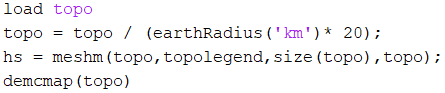 load topo
topo = topo / (earthRadius('km')* 20);
hs = meshm(topo,topolegend,size(topo),topo);
demcmap(topo)